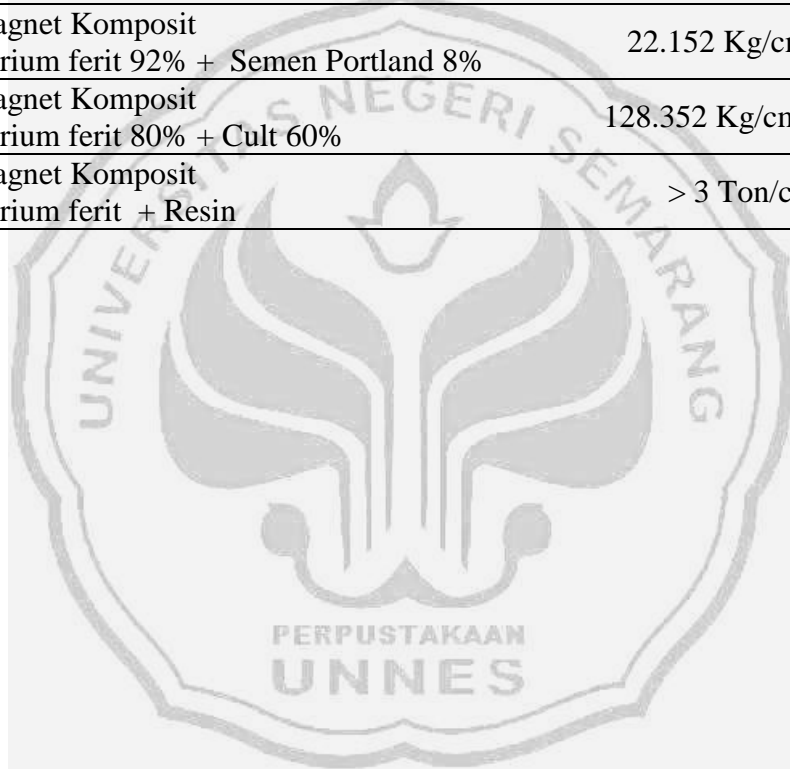 agnet Komposit
rium ferit 92% + Semen Portland 8%
22.152 Kg/cm
agnet Komposit
rium ferit 80% + Cult 60%
128.352 Kg/cm
agnet Komposit
rium ferit + Resin
> 3 Ton/c
UNIVERSITAS NEGERI SEMARANG
PERPUSTAKAAN
UNNES